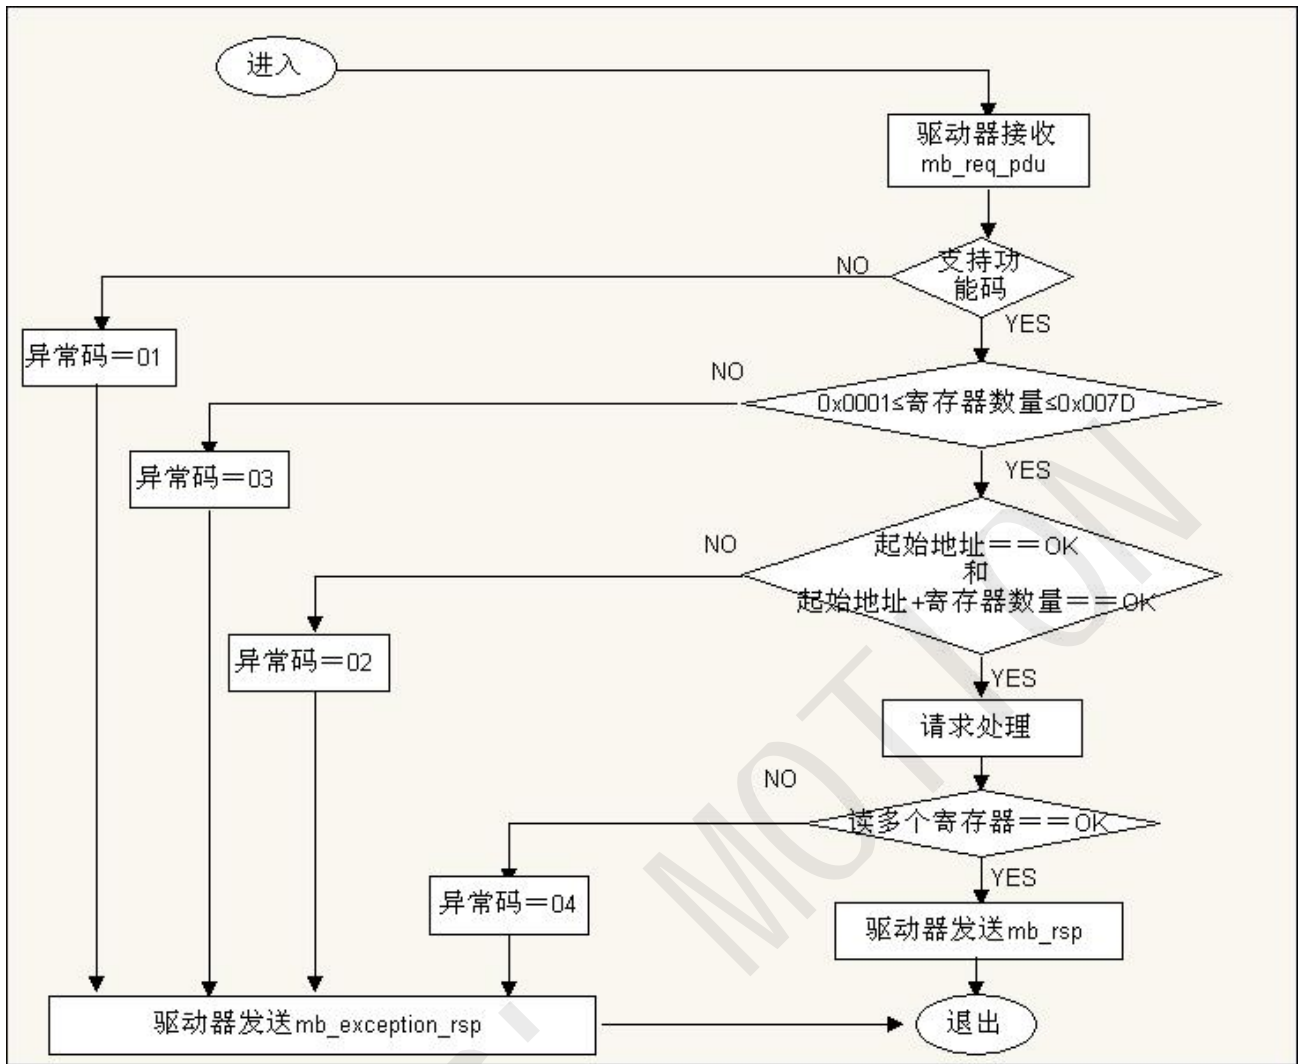 进入
驱动器接收
mb_req_pdu
支持功
能码
NO
YES
异常码＝01
0x0001≤寄存器数量≤0x007D
NO
YES
异常码＝03
起始地址＝＝OK
和
起始地址+寄存器数量＝＝OK
NO
YES
异常码＝02
请求处理
读多个寄存器＝＝OK
NO
YES
异常码＝04
驱动器发送mb_rsp
驱动器发送mb_exception_rsp
退出
MOTION